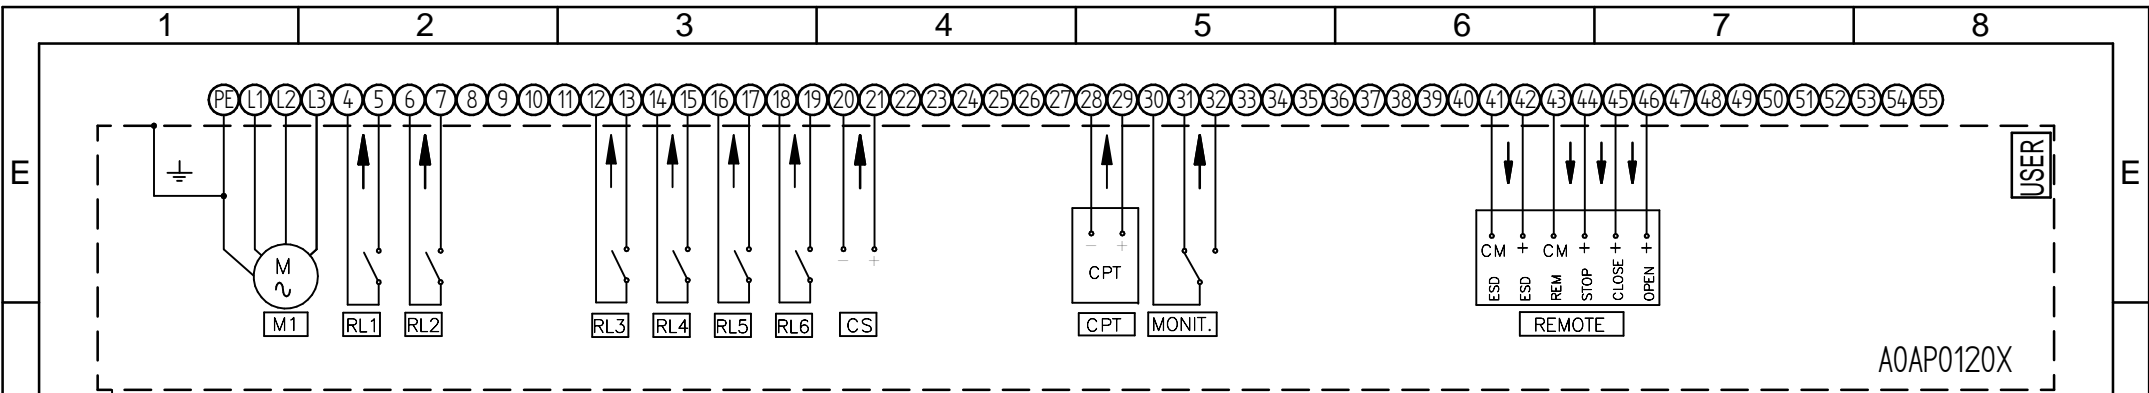 1 2 3 4 5 6 7 8
PE L1 L2 L3 4 5 6 7 8 9 10 11 12 13 14 15 16 17 18 19 20 21 22 23 24 25 26 27 28 29 30 31 32 33 34 35 36 37 38 39 40 41 42 43 44 45 46 47 48 49 50 51 52 53 54 55
E USER E
CM + CM + + +
- + - +
M CPT ESD ESD REM STOP CLOSE OPEN
M1 RL1 RL2 RL3 RL4 RL5 RL6 CS CPT MONIT. REMOTE
A0AP0120X